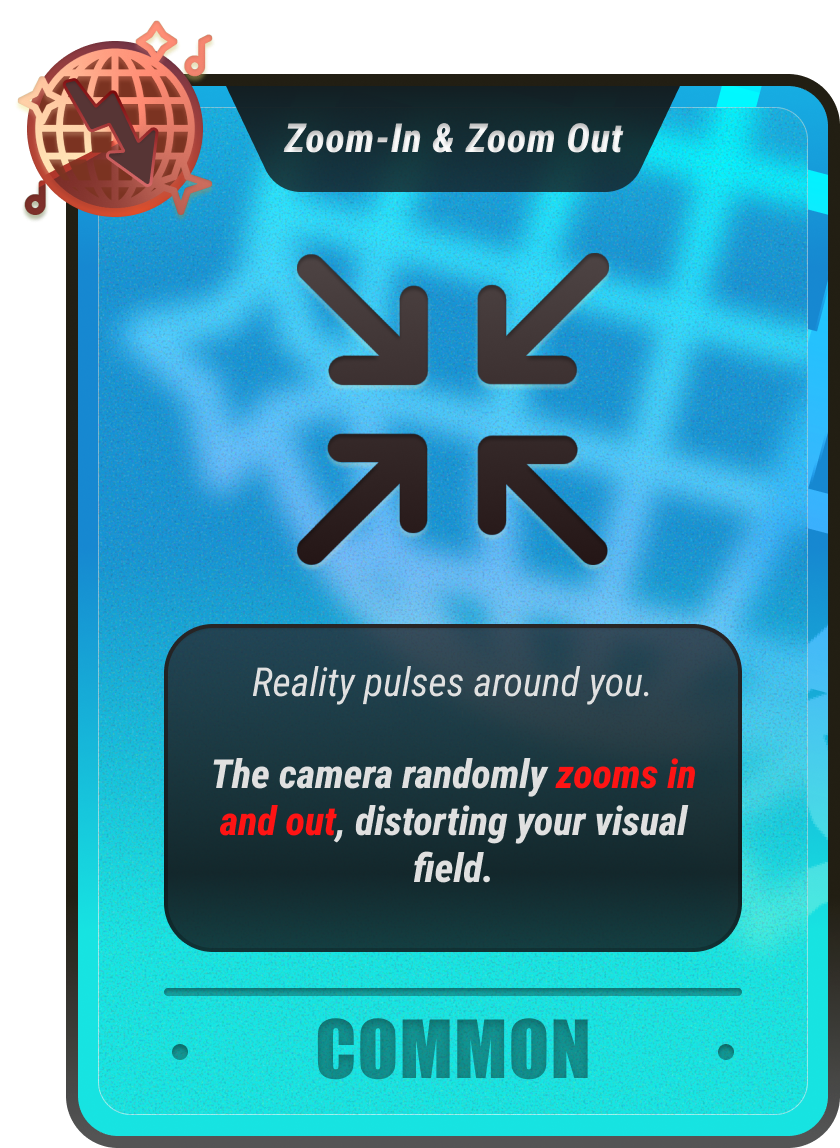 Zoom-In & Zoom Out
Reality pulses around you.
The camera randomly zooms in
and out, distorting your visual
field.
COMMON